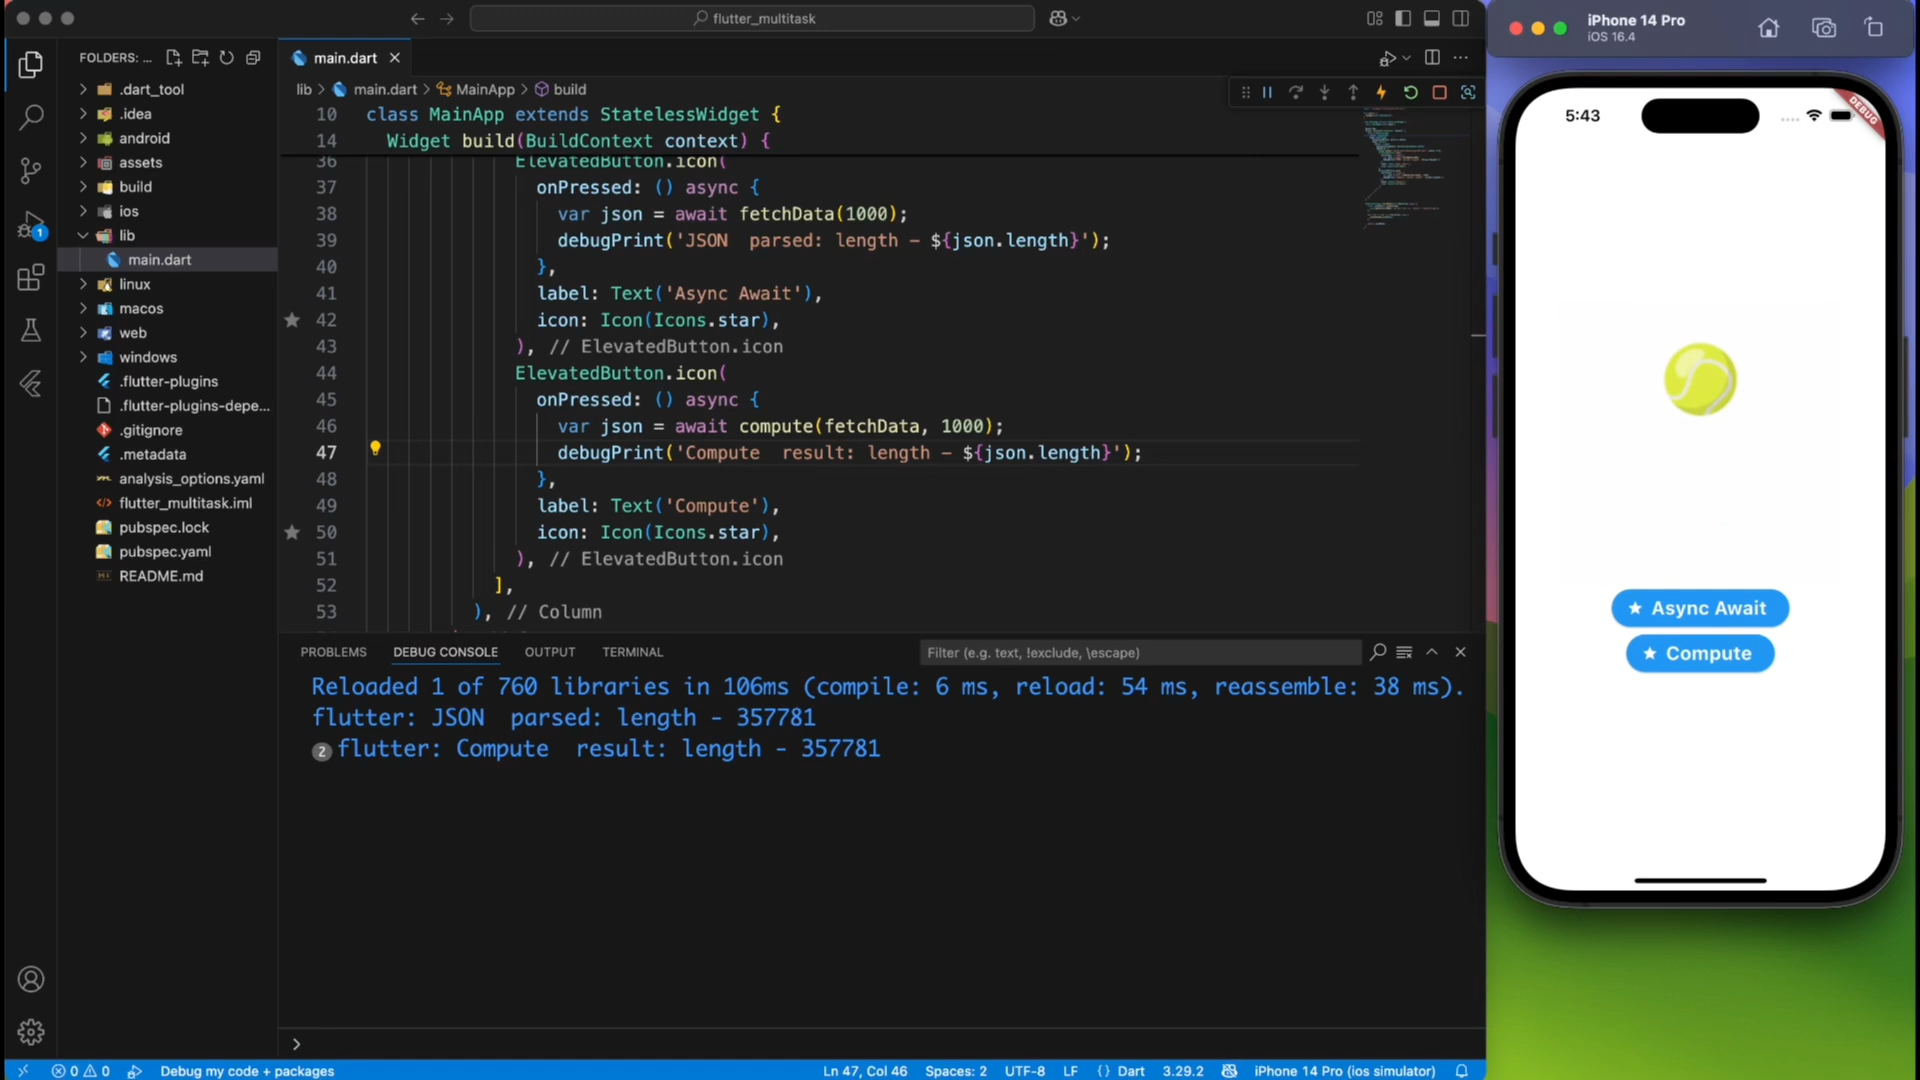 flutter_multitask
iPhone 14 Pro
iOS 16.4
FOLDERS: ...
.dart_tool
.idea
android
assets
build
ios
lib
main.dart
linux
macos
web
windows
.flutter-plugins
.flutter-plugins-depe...
.gitignore
.metadata
analysis_options.yaml
flutter_multitask.iml
pubspec.lock
pubspec.yaml
README.md
1
main.dart
lib > main.dart > MainApp > build
10 class MainApp extends StatelessWidget {
14 Widget build(BuildContext context) {
36 ElevatedButton.icon(
37 onPressed: () async {
38 var json = await fetchData(1000);
39 debugPrint('JSON  parsed: length - ${json.length}');
40 },
41 label: Text('Async Await'),
42 icon: Icon(Icons.star),
43 ), // ElevatedButton.icon
44 ElevatedButton.icon(
45 onPressed: () async {
46 var json = await compute(fetchData, 1000);
47 debugPrint('Compute  result: length - ${json.length}');
48 },
49 label: Text('Compute'),
50 icon: Icon(Icons.star),
51 ), // ElevatedButton.icon
52 ],
53 ), // Column
PROBLEMS DEBUG CONSOLE OUTPUT TERMINAL
Filter (e.g. text, !exclude, \escape)
Reloaded 1 of 760 libraries in 106ms (compile: 6 ms, reload: 54 ms, reassemble: 38 ms).
flutter: JSON  parsed: length - 357781
2 flutter: Compute  result: length - 357781
5:43
DEBUG
Async Await
Compute
0 0 Debug my code + packages
Ln 47, Col 46 Spaces: 2 UTF-8 LF {} Dart 3.29.2 iPhone 14 Pro (ios simulator)